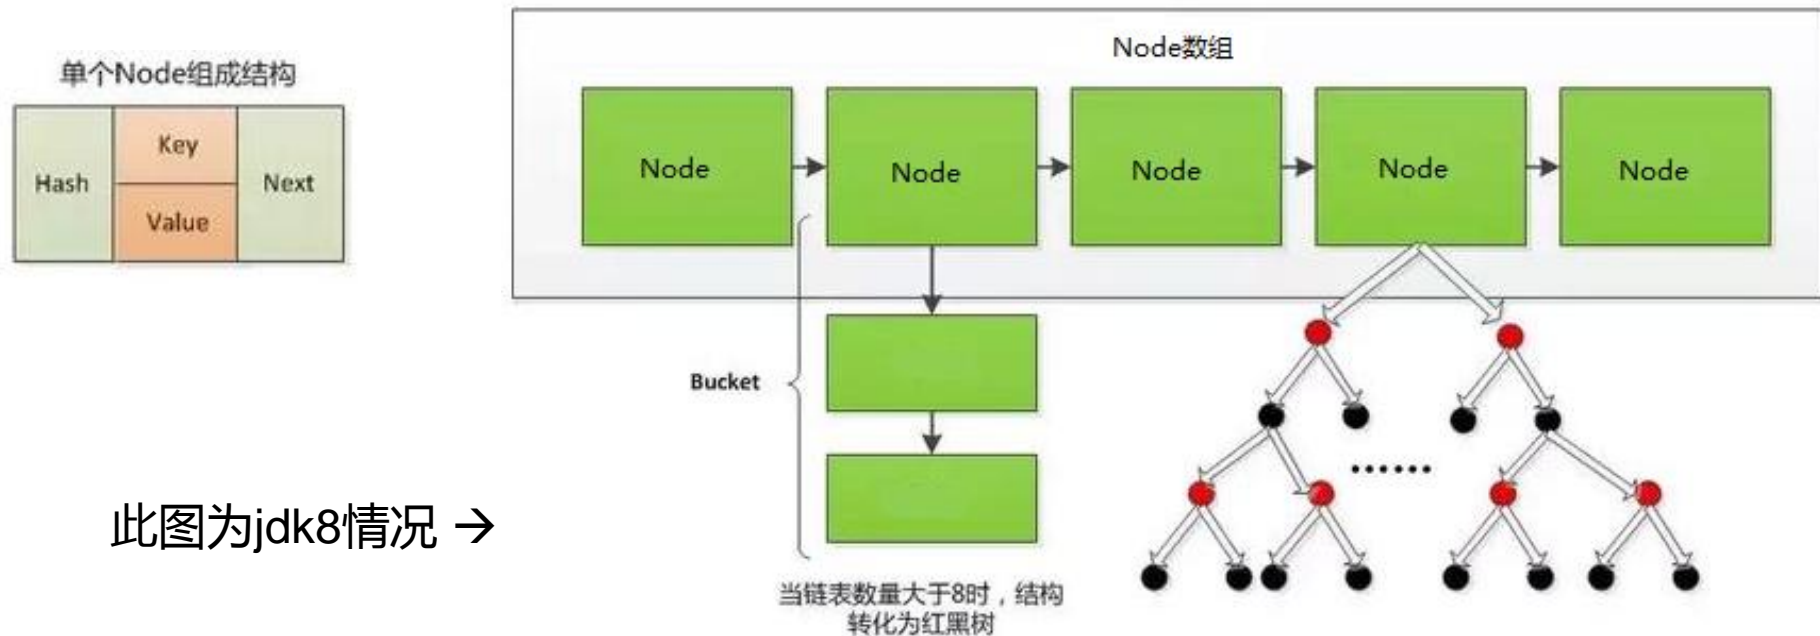 单个Node组成结构
Hash
Key
Value
Next
Node数组
Node
Node
Node
Node
Node
Bucket
......
此图为jdk8情况 →
当链表数量大于8时，结构
转化为红黑树